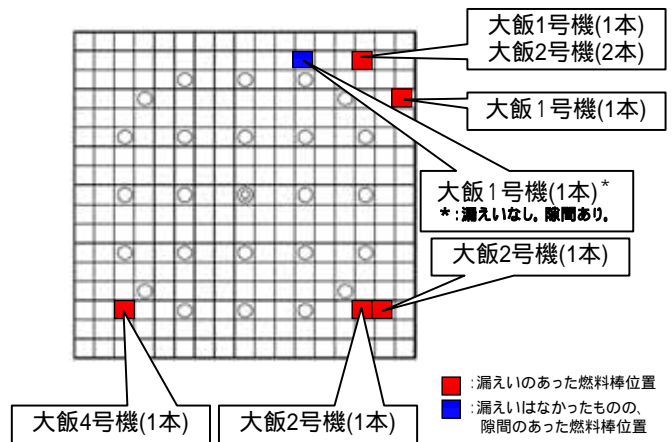 大飯1号機(1本)
大飯2号機(2本)
大飯1号機(1本)
大飯1号機(1本)*
*:漏えいなし。隙間あり。
大飯2号機(1本)
大飯4号機(1本)
大飯2号機(1本)
:漏えいのあった燃料棒位置
:漏えいはなかったものの、
隙間のあった燃料棒位置